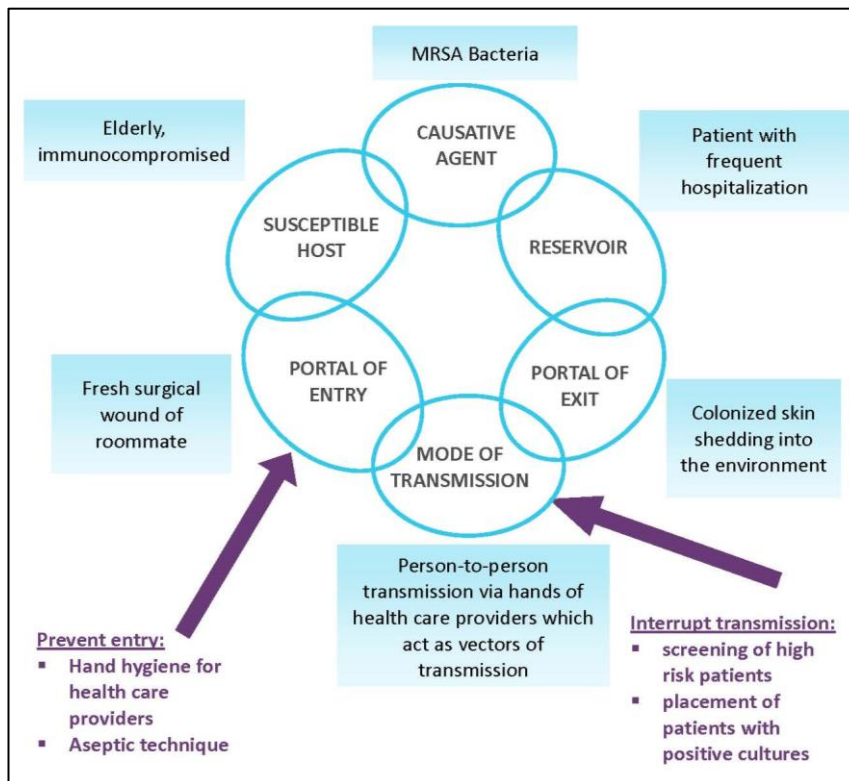 MRSA Bacteria
CAUSATIVE
AGENT
Elderly,
immunocompromised
Patient with
frequent
hospitalization
SUSCEPTIBLE
HOST
RESERVOIR
PORTAL OF
ENTRY
PORTAL OF
EXIT
Fresh surgical
wound of
roommate
Colonized skin
shedding into
the environment
MODE OF
TRANSMISSION
Person-to-person
transmission via hands of
health care providers which
act as vectors of
transmission
Prevent entry:
▪ Hand hygiene for
health care
providers
▪ Aseptic technique
Interrupt transmission:
▪ screening of high
risk patients
▪ placement of
patients with
positive cultures